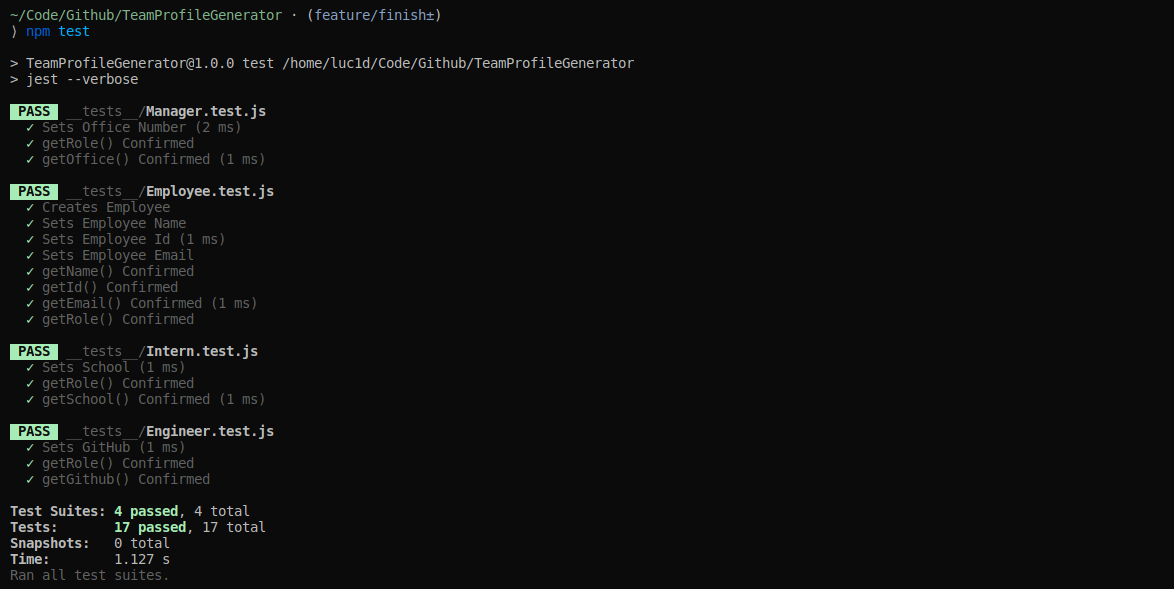 ~/Code/Github/TeamProfileGenerator · (feature/finish±)
⟩ npm test
> TeamProfileGenerator@1.0.0 test /home/luc1d/Code/Github/TeamProfileGenerator
> jest --verbose
PASS __tests__/Manager.test.js
✓ Sets Office Number (2 ms)
✓ getRole() Confirmed
✓ getOffice() Confirmed (1 ms)
PASS __tests__/Employee.test.js
✓ Creates Employee
✓ Sets Employee Name
✓ Sets Employee Id (1 ms)
✓ Sets Employee Email
✓ getName() Confirmed
✓ getId() Confirmed
✓ getEmail() Confirmed (1 ms)
✓ getRole() Confirmed
PASS __tests__/Intern.test.js
✓ Sets School (1 ms)
✓ getRole() Confirmed
✓ getSchool() Confirmed (1 ms)
PASS __tests__/Engineer.test.js
✓ Sets GitHub (1 ms)
✓ getRole() Confirmed
✓ getGithub() Confirmed
Test Suites: 4 passed, 4 total
Tests: 17 passed, 17 total
Snapshots: 0 total
Time: 1.127 s
Ran all test suites.